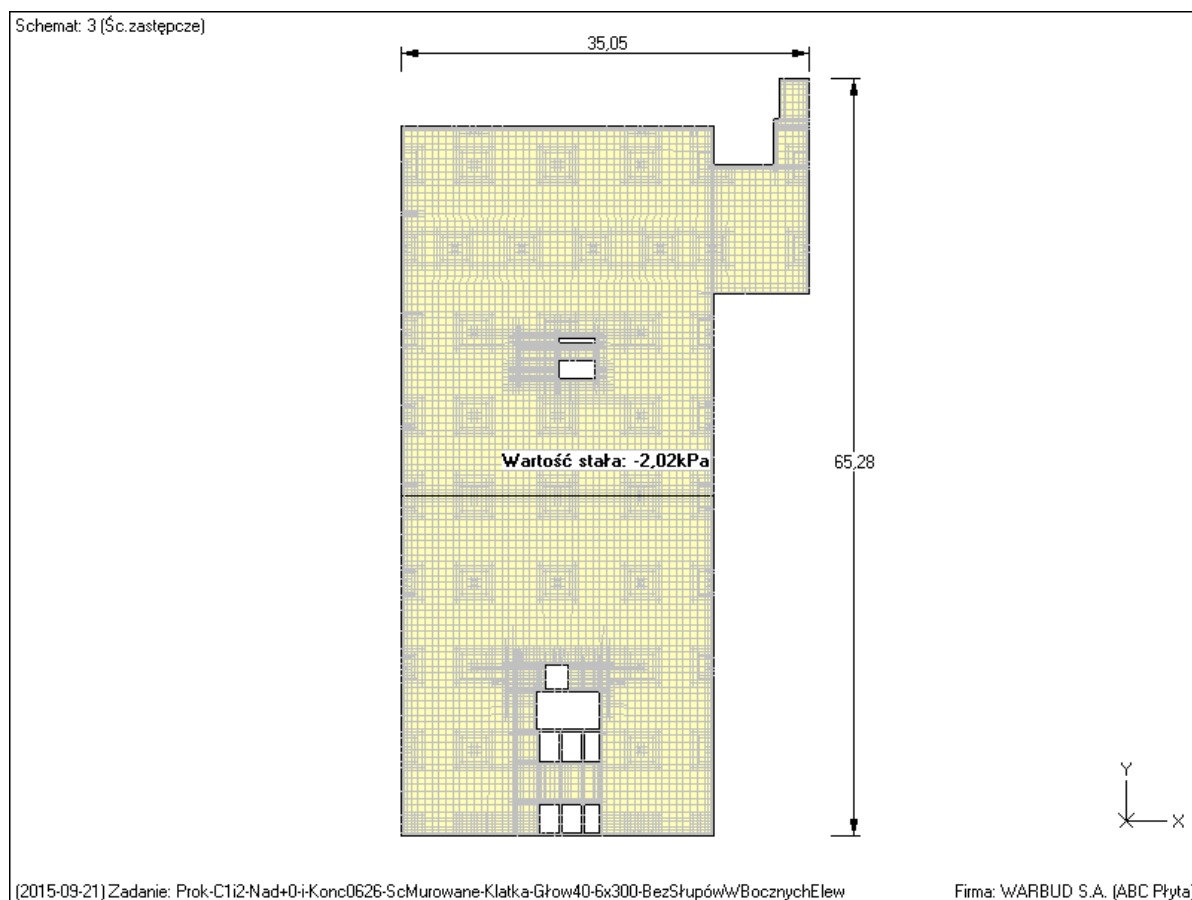 Schemat: 3 (Śc.zastępcze)
35,05
Wartość stała: -2,02kPa
65,28
Y
X
(2015-09-21) Zadanie: Prok-C1i2-Nad+0-i-Konc0626-ScMurowane-Klatka-Głow40-6x300-BezSłupówWBocznychElew
Firma: WARBUD S.A. (ABC Płyta)